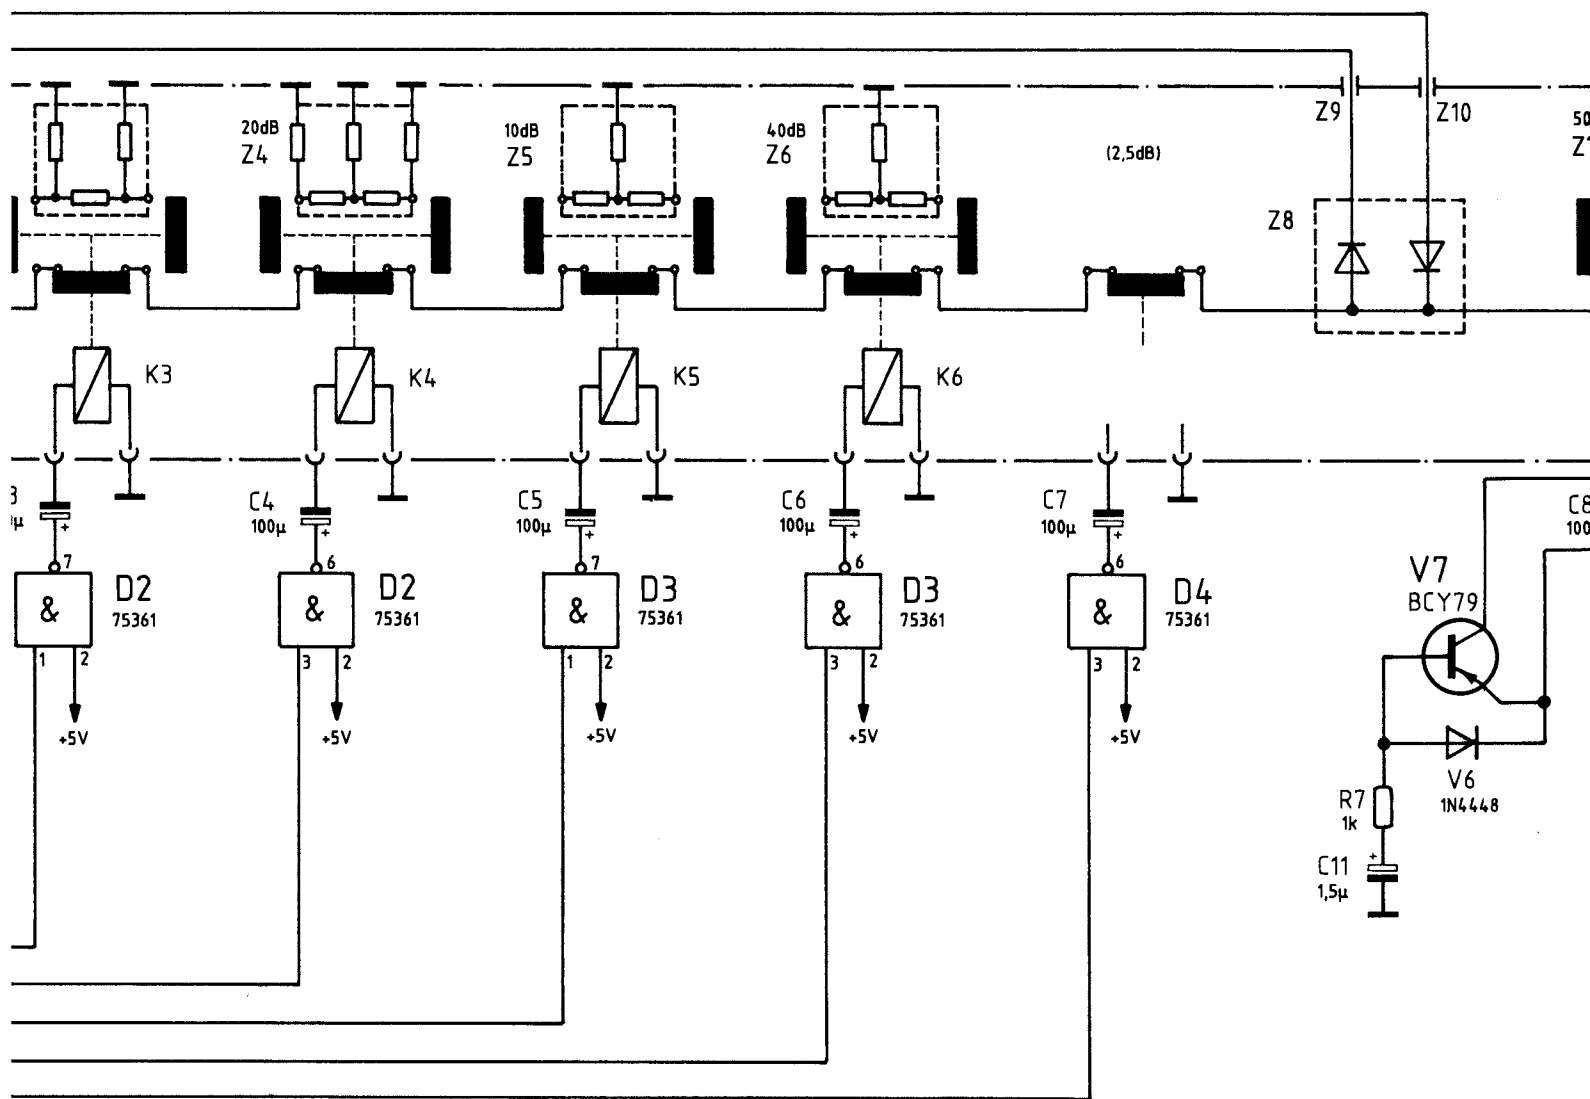 Z9
Z10
50
20dB
Z4
10dB
Z5
40dB
Z6
(2,5dB)
Z8
K3
K4
K5
K6
C4
100µ
+
C5
100µ
+
C6
100µ
+
C7
100µ
+
+
C8
100
7
6
7
6
6
&
D2
75361
&
D2
75361
&
D3
75361
&
D3
75361
&
D4
75361
1
2
3
2
1
2
3
2
3
2
+5V
+5V
+5V
+5V
+5V
V7
BCY79
V6
1N4448
R7
1k
+
C11
1,5µ